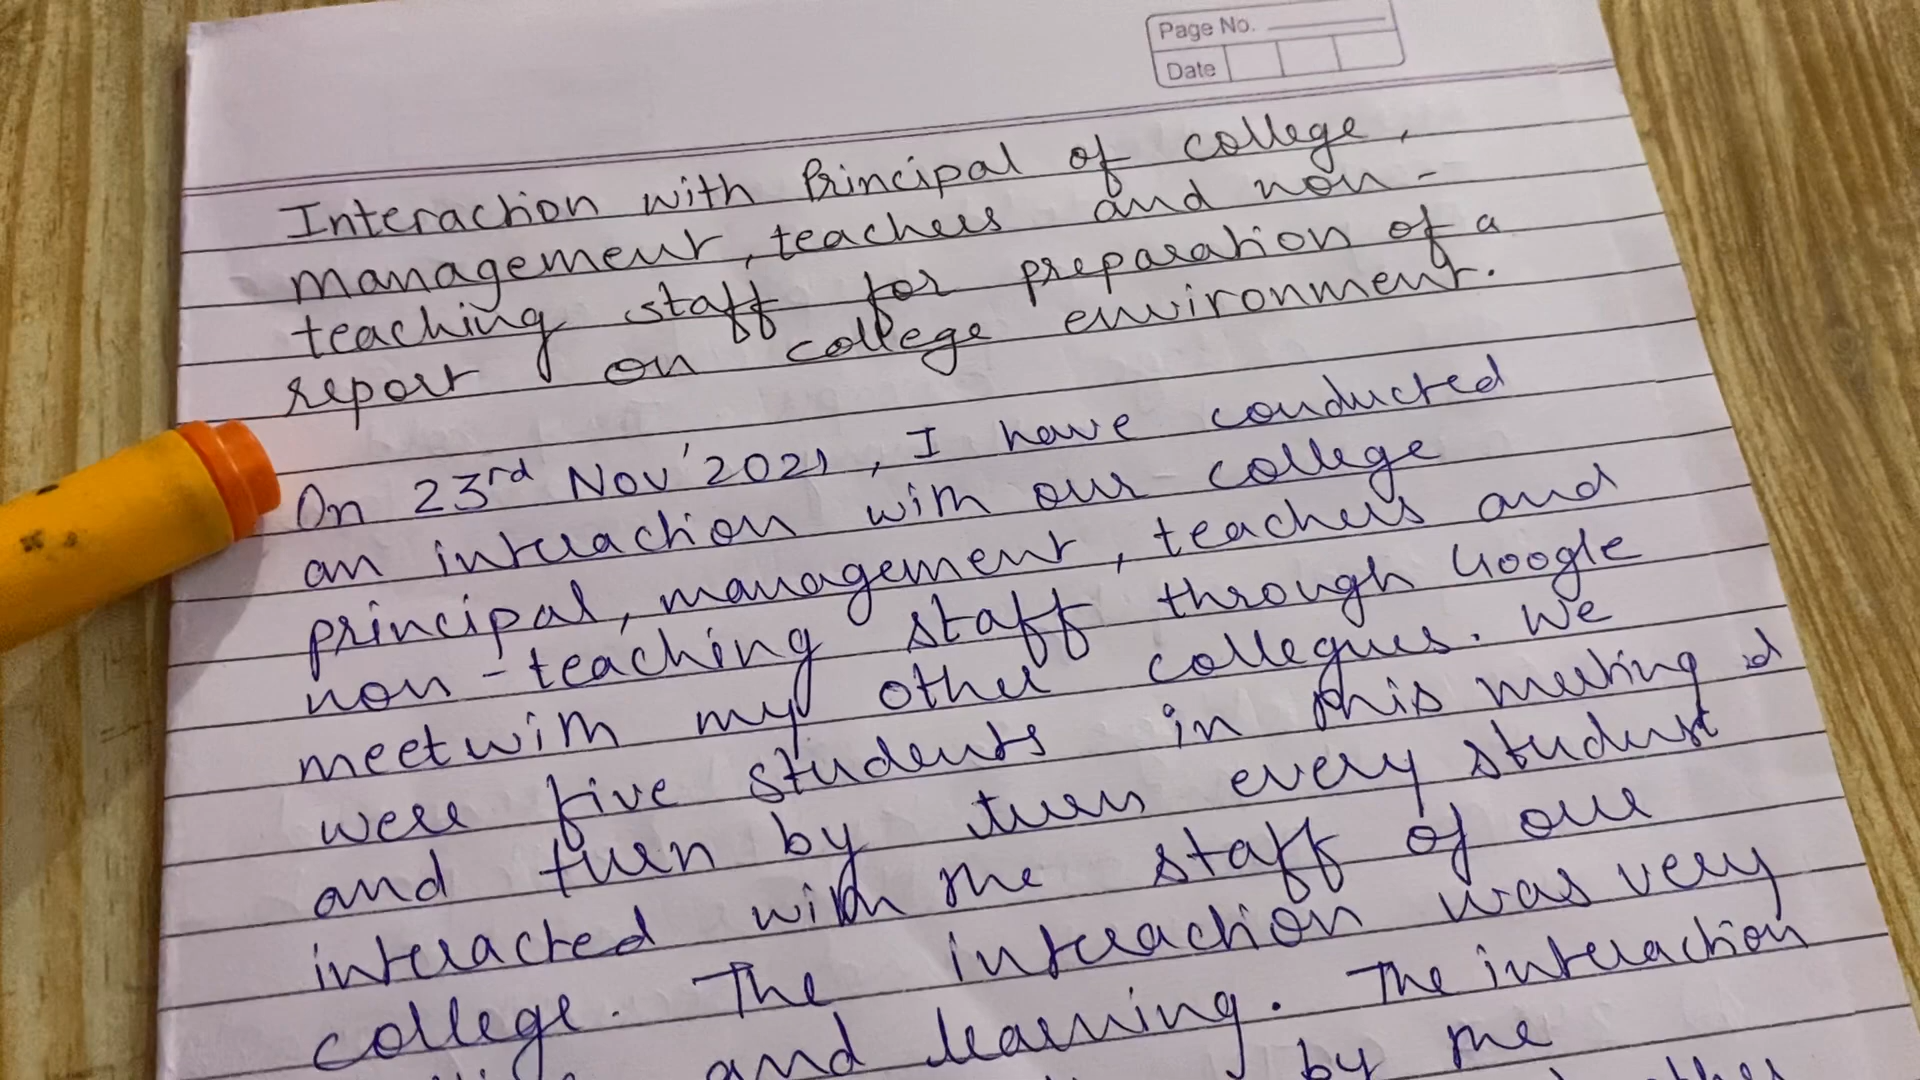 Page No.
Date
Interaction with Principal of college,
management, teachers and non-
teaching staff for preparation of a
report on college environment.
On 23rd Nov'2021, I have conducted
an interaction with our college
principal, management, teachers and
non-teaching staff through Google
meet with my other collegues. We
were five students in this meeting
and turn by turn every student
interacted with the staff of our
college. The interaction was very
and learning. The interaction
by the